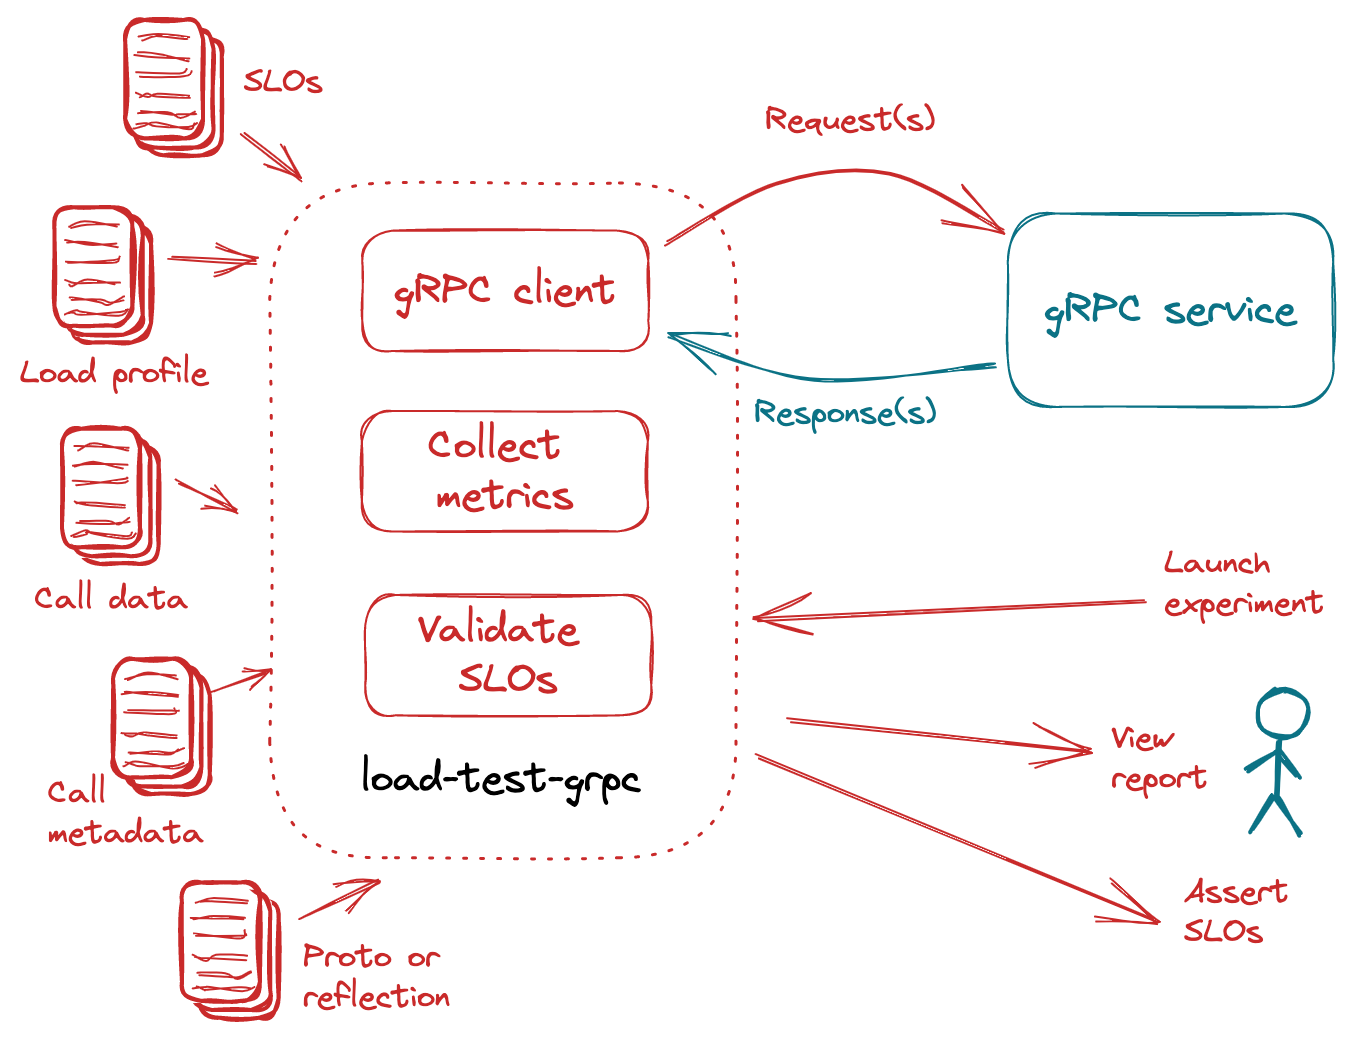 SLOs
Request(s)
gRPC client
gRPC service
Load profile
Response(s)
Collect
metrics
Call data
Launch
experiment
Validate
SLOs
load-test-grpc
View
report
Call
metadata
Assert
SLOs
Proto or
reflection